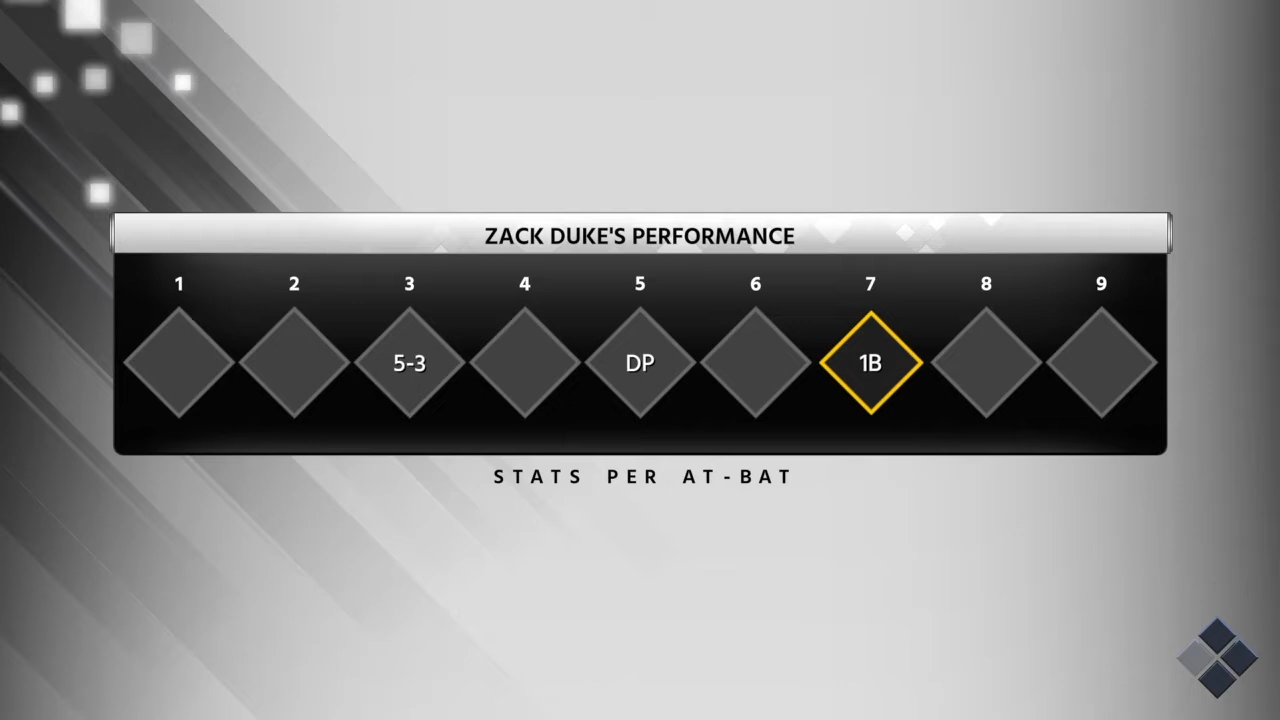 ZACK DUKE'S PERFORMANCE
1 2 3 4 5 6 7 8 9
5-3 DP 1B
STATS PER AT-BAT